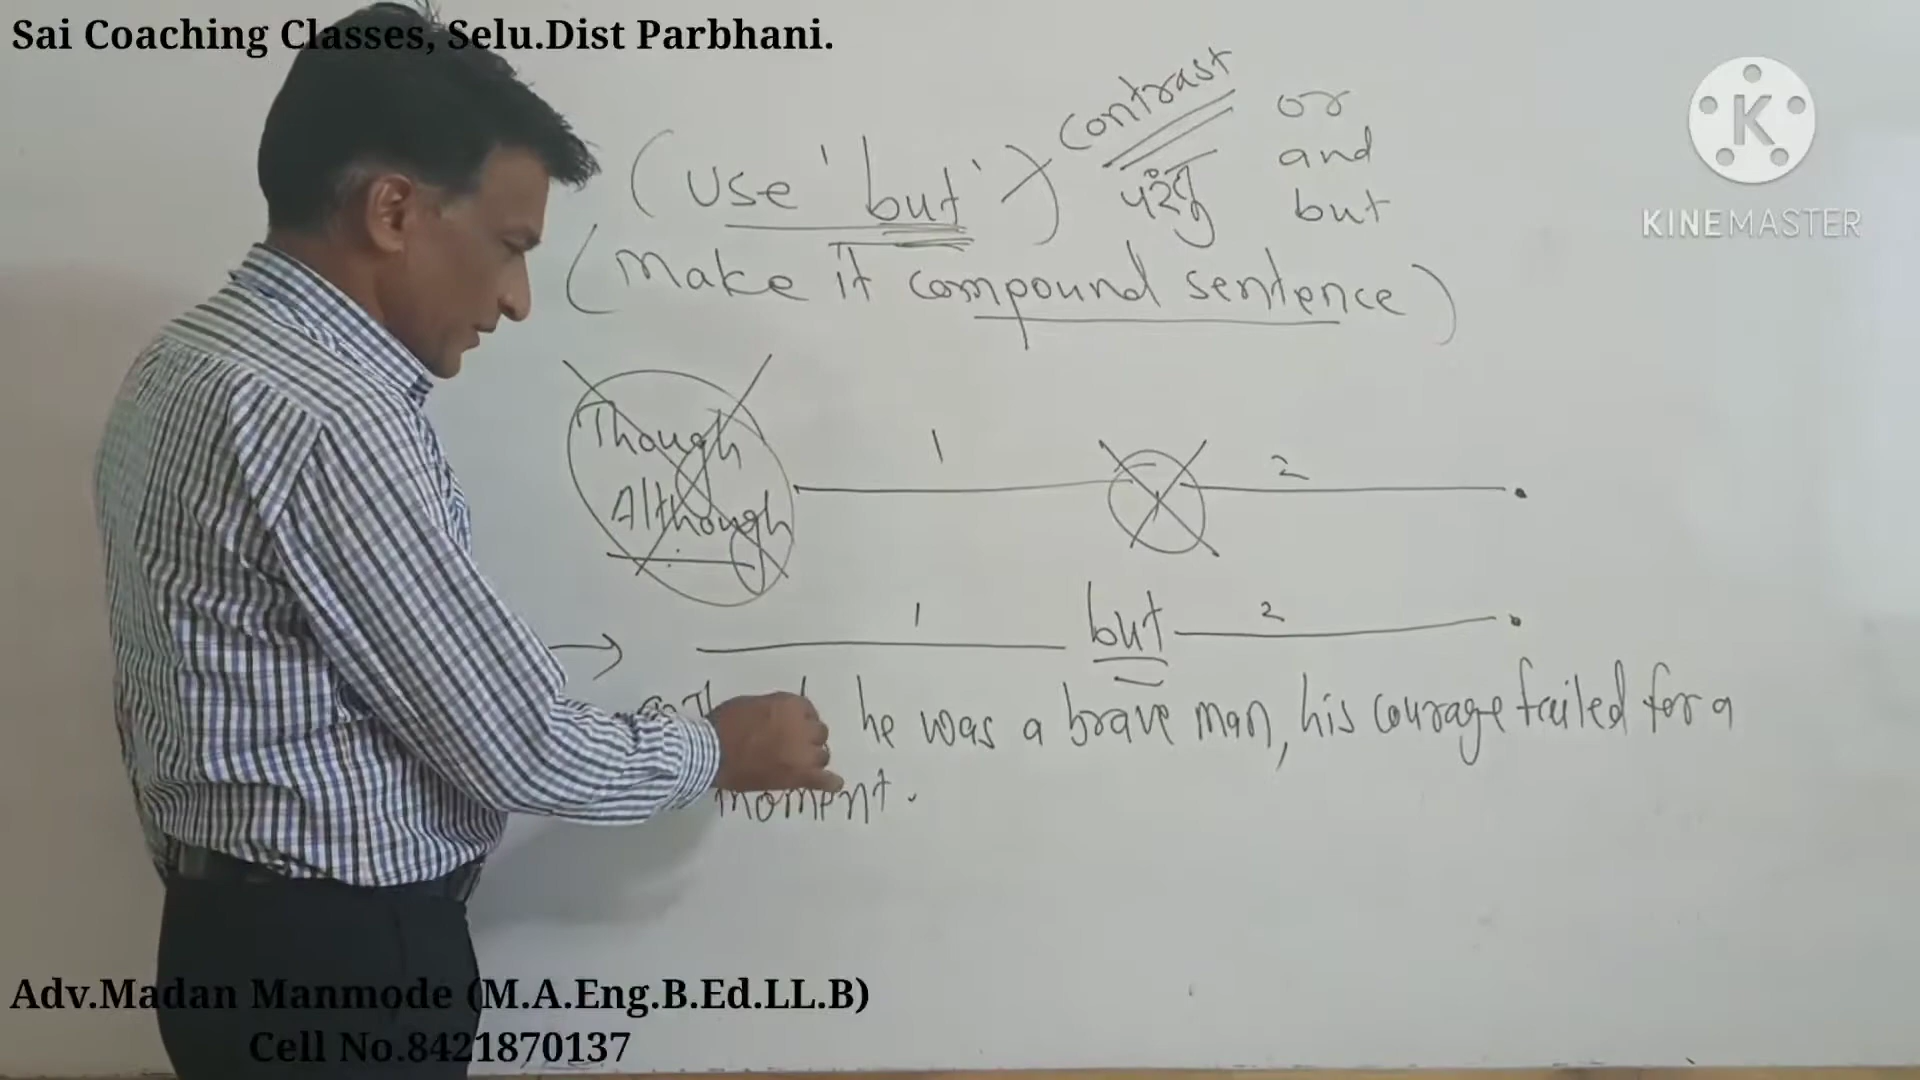 Sai Coaching Classes, Selu.Dist Parbhani.
Contrast
or
(use 'but')
परंतु
and
but
KINEMASTER
(Make it compound sentence)
Though
1
2
Although
1 but 2
he was a brave man, his courage failed for a
moment.
Adv.Madan Manmode (M.A.Eng.B.Ed.LL.B)
Cell No.8421870137